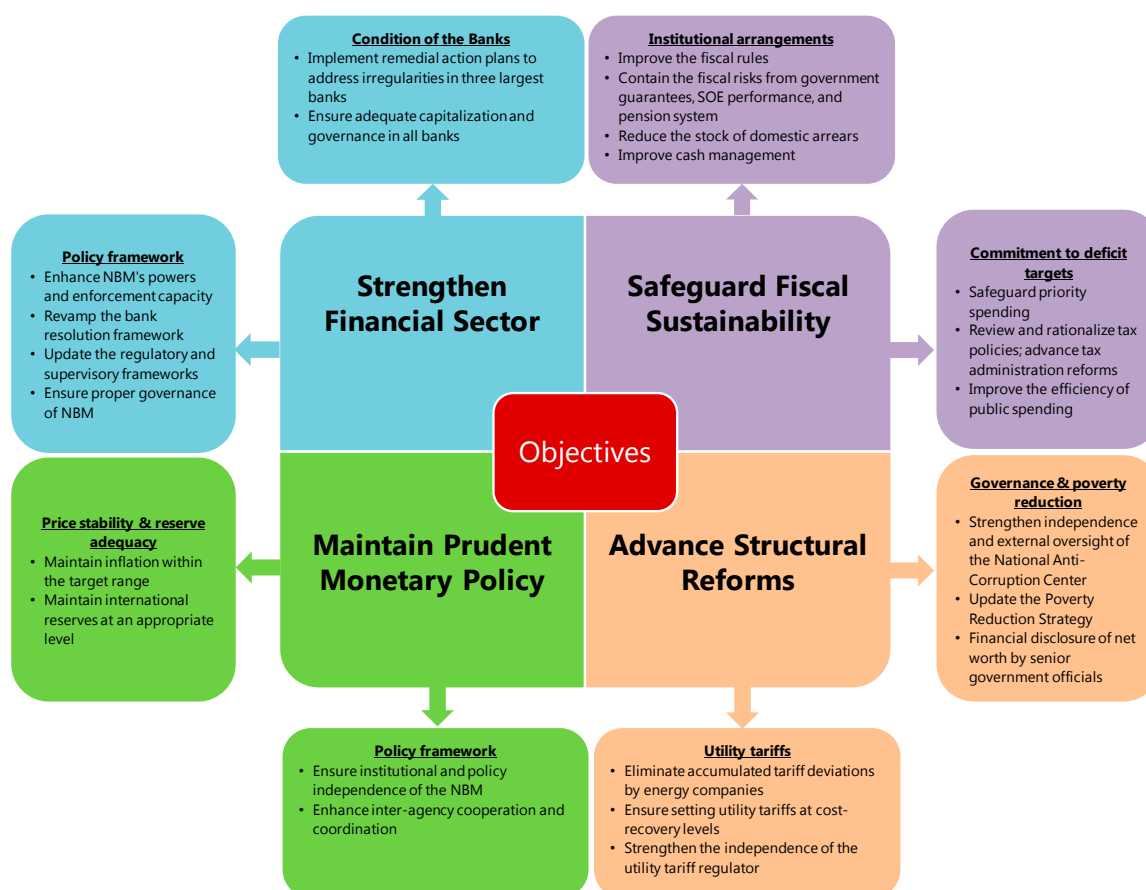 Condition of the Banks
• Implement remedial action plans to
address irregularities in three largest
banks
• Ensure adequate capitalization and
governance in all banks
Institutional arrangements
• Improve the fiscal rules
• Contain the fiscal risks from government
guarantees, SOE performance, and
pension system
• Reduce the stock of domestic arrears
• Improve cash management
Policy framework
• Enhance NBM's powers
and enforcement capacity
• Revamp the bank
resolution framework
• Update the regulatory and
supervisory frameworks
• Ensure proper governance
of NBM
Strengthen
Financial Sector
Safeguard Fiscal
Sustainability
Commitment to deficit
targets
• Safeguard priority
spending
• Review and rationalize tax
policies; advance tax
administration reforms
• Improve the efficiency of
public spending
Objectives
Price stability & reserve
adequacy
• Maintain inflation within
the target range
• Maintain international
reserves at an appropriate
level
Maintain Prudent
Monetary Policy
Advance Structural
Reforms
Governance & poverty
reduction
• Strengthen independence
and external oversight of
the National Anti-
Corruption Center
• Update the Poverty
Reduction Strategy
• Financial disclosure of net
worth by senior
government officials
Policy framework
• Ensure institutional and policy
independence of the NBM
• Enhance inter-agency cooperation and
coordination
Utility tariffs
• Eliminate accumulated tariff deviations
by energy companies
• Ensure setting utility tariffs at cost-
recovery levels
• Strengthen the independence of the
utility tariff regulator